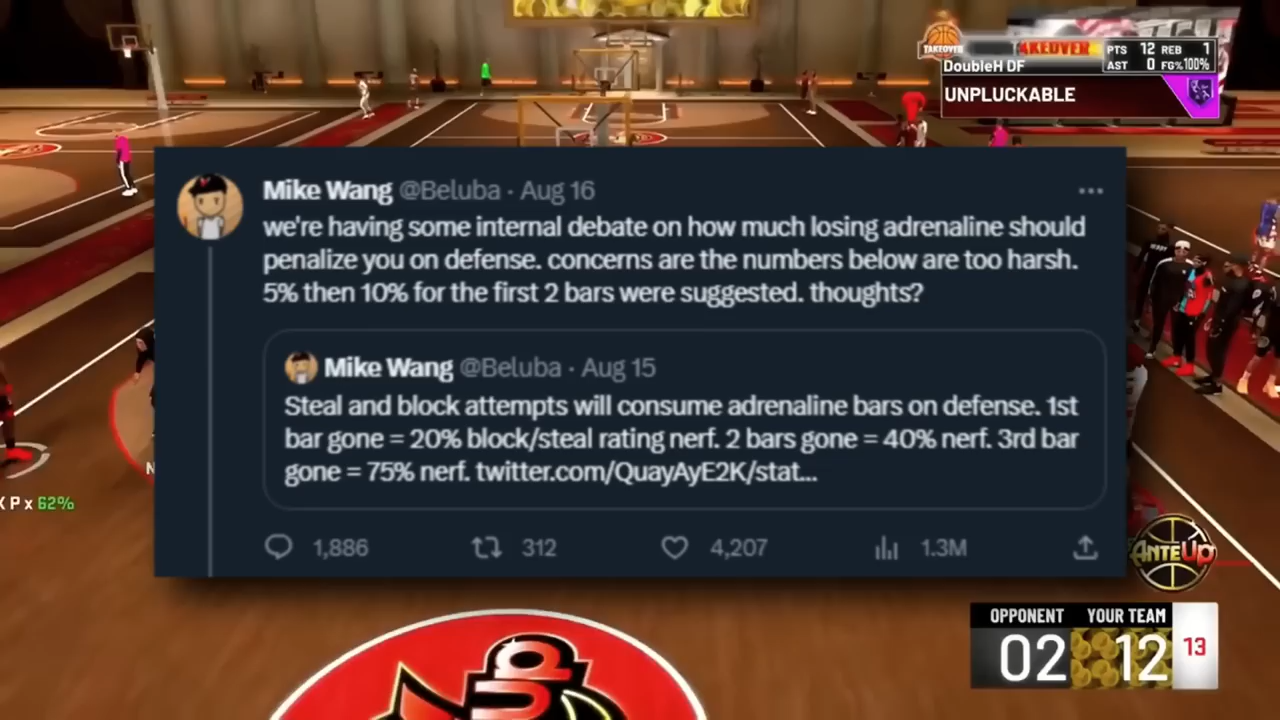 TAKEOVER
TAKEOVER
PTS 12 REB 1
DoubleH DF
AST 0 FG% 100%
UNPLUCKABLE
Mike Wang @Beluba · Aug 16
we're having some internal debate on how much losing adrenaline should
penalize you on defense. concerns are the numbers below are too harsh.
5% then 10% for the first 2 bars were suggested. thoughts?
Mike Wang @Beluba · Aug 15
Steal and block attempts will consume adrenaline bars on defense. 1st
bar gone = 20% block/steal rating nerf. 2 bars gone = 40% nerf. 3rd bar
gone = 75% nerf. twitter.com/QuayAyE2K/stat...
1,886 312 4,207 1.3M
P x 62%
ANTE UP
OPPONENT YOUR TEAM
02 12 13
UP